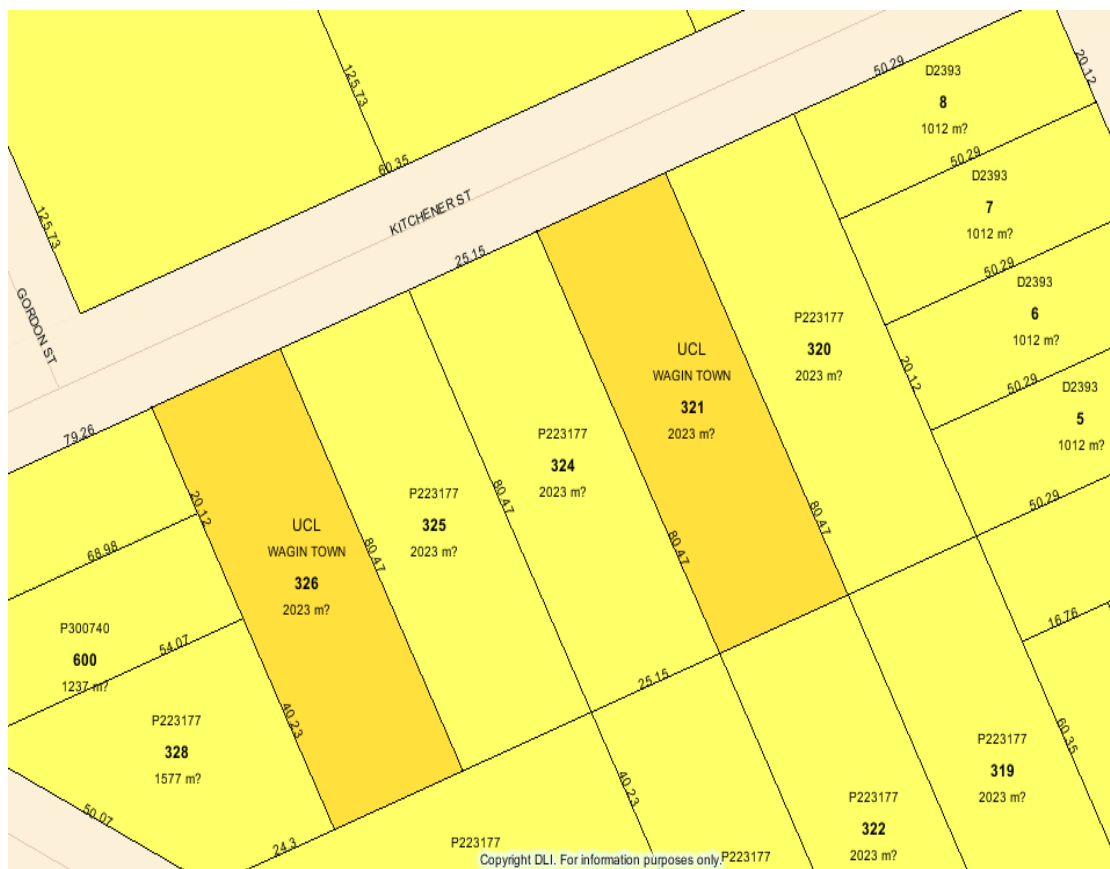 50.29
20.12
D2393
8
1012 m?
125.73
60.35
50.29
D2393
7
1012 m?
125.73
KITCHENER ST
25.15
50.29
D2393
6
1012 m?
GORDON ST
P223177
320
2023 m?
UCL
WAGIN TOWN
321
2023 m?
20.12
50.29
D2393
5
1012 m?
79.26
P223177
324
2023 m?
P223177
325
2023 m?
80.47
80.47
50.29
20.12
UCL
WAGIN TOWN
326
2023 m?
80.47
80.47
68.98
P300740
600
1237 m?
54.07
16.76
25.15
40.23
P223177
328
1577 m?
60.35
P223177
319
2023 m?
40.23
50.07
P223177
322
2023 m?
24.3
P223177
P223177
Copyright DLI. For information purposes only.